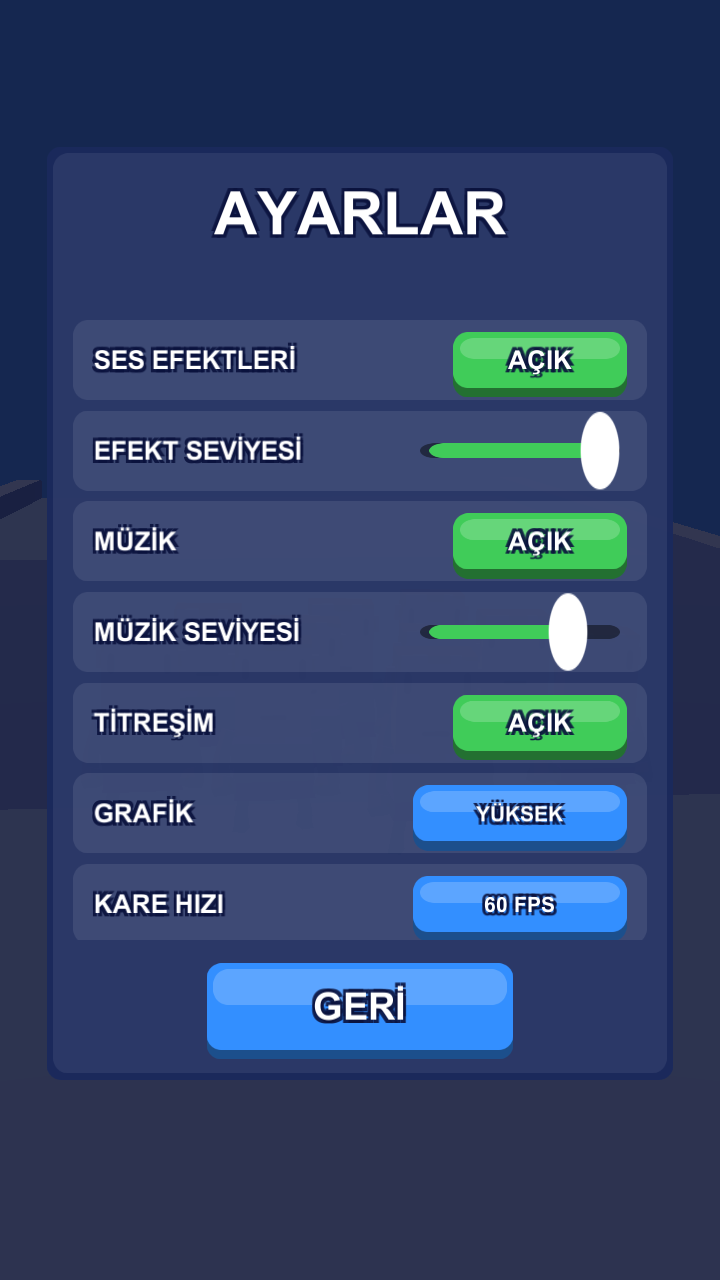 AYARLAR
SES EFEKTLERİ AÇIK
EFEKT SEVİYESİ
MÜZİK AÇIK
MÜZİK SEVİYESİ
TİTREŞİM AÇIK
GRAFİK YÜKSEK
KARE HIZI 60 FPS
GERİ